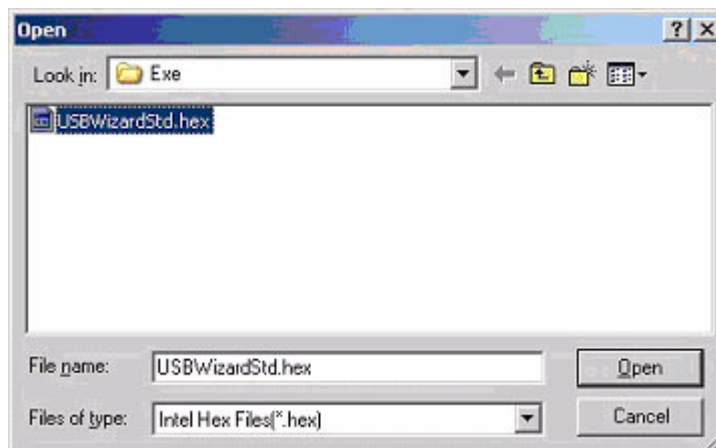 Open
Look in: Exe
USBWizardStd.hex
File name: USBWizardStd.hex Open
Files of type: Intel Hex Files(*.hex) Cancel